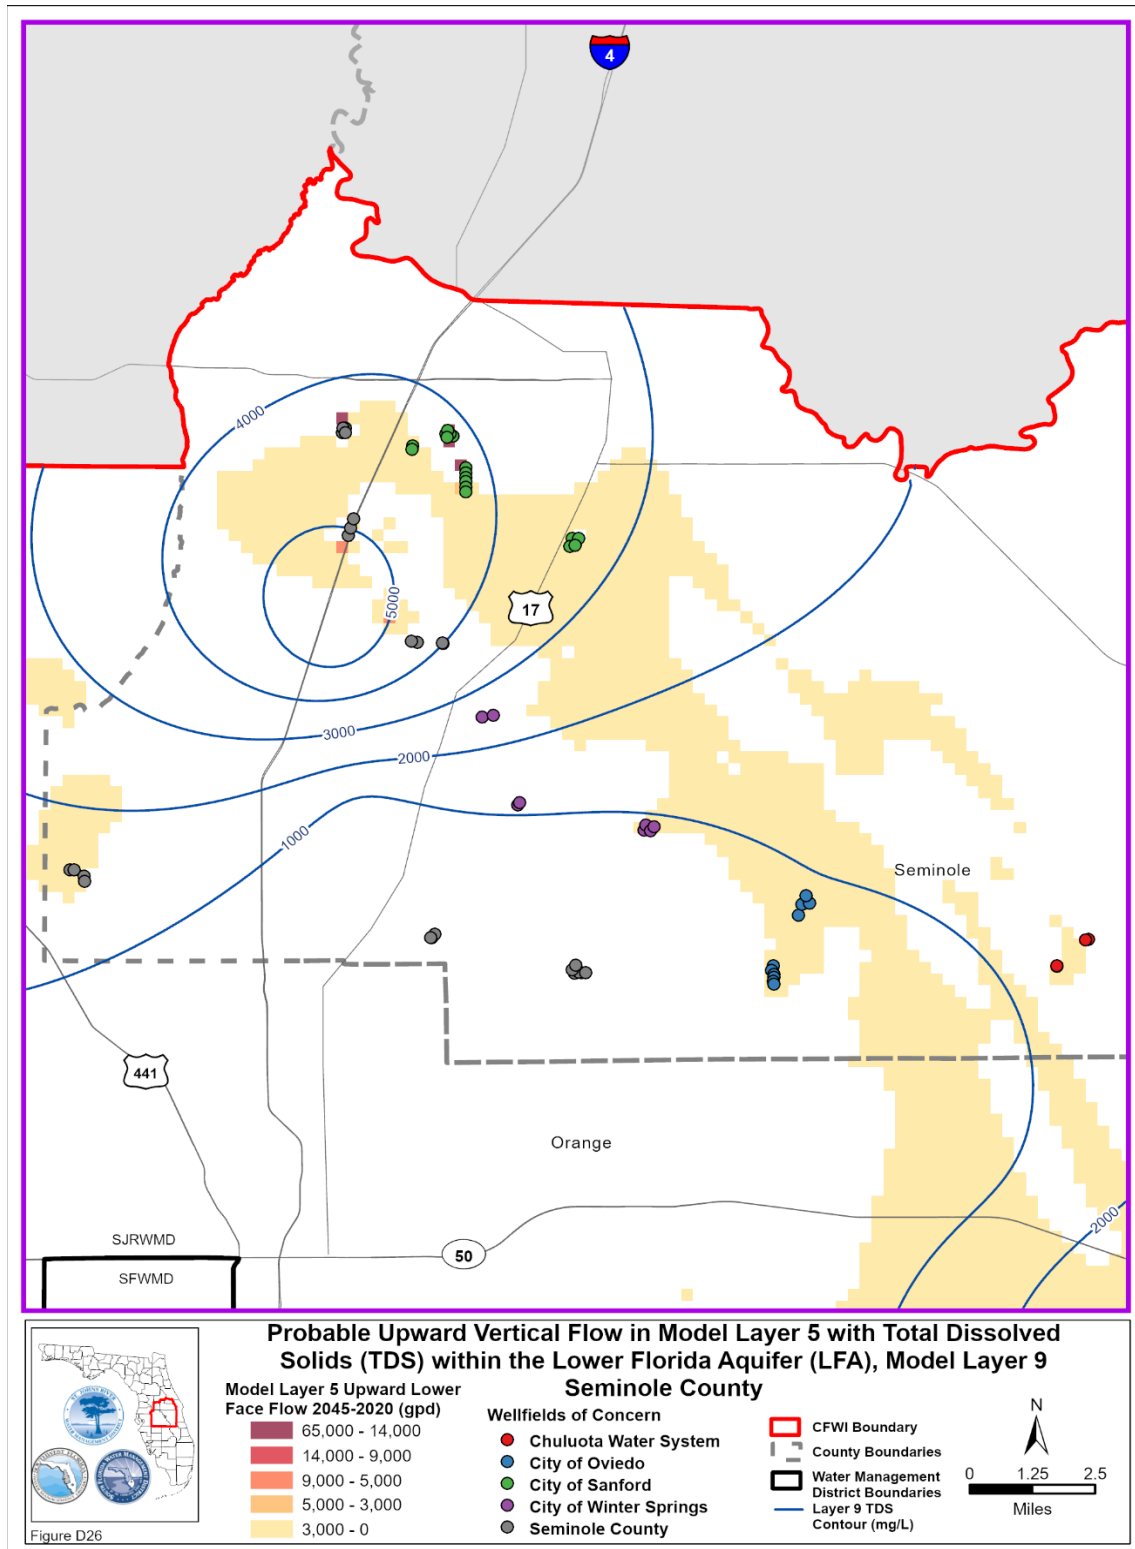 4
4000
17
5000
3000
2000
1000
Seminole
441
Orange
2000
SJRWMD
50
SFWMD
Probable Upward Vertical Flow in Model Layer 5 with Total Dissolved
Solids (TDS) within the Lower Florida Aquifer (LFA), Model Layer 9
Seminole County
Model Layer 5 Upward Lower
Face Flow 2045-2020 (gpd)
65,000 - 14,000
14,000 - 9,000
9,000 - 5,000
5,000 - 3,000
3,000 - 0
Wellfields of Concern
Chuluota Water System
City of Oviedo
City of Sanford
City of Winter Springs
Seminole County
CFWI Boundary
County Boundaries
Water Management
District Boundaries
Layer 9 TDS
Contour (mg/L)
N
0 1.25 2.5
Miles
Figure D26